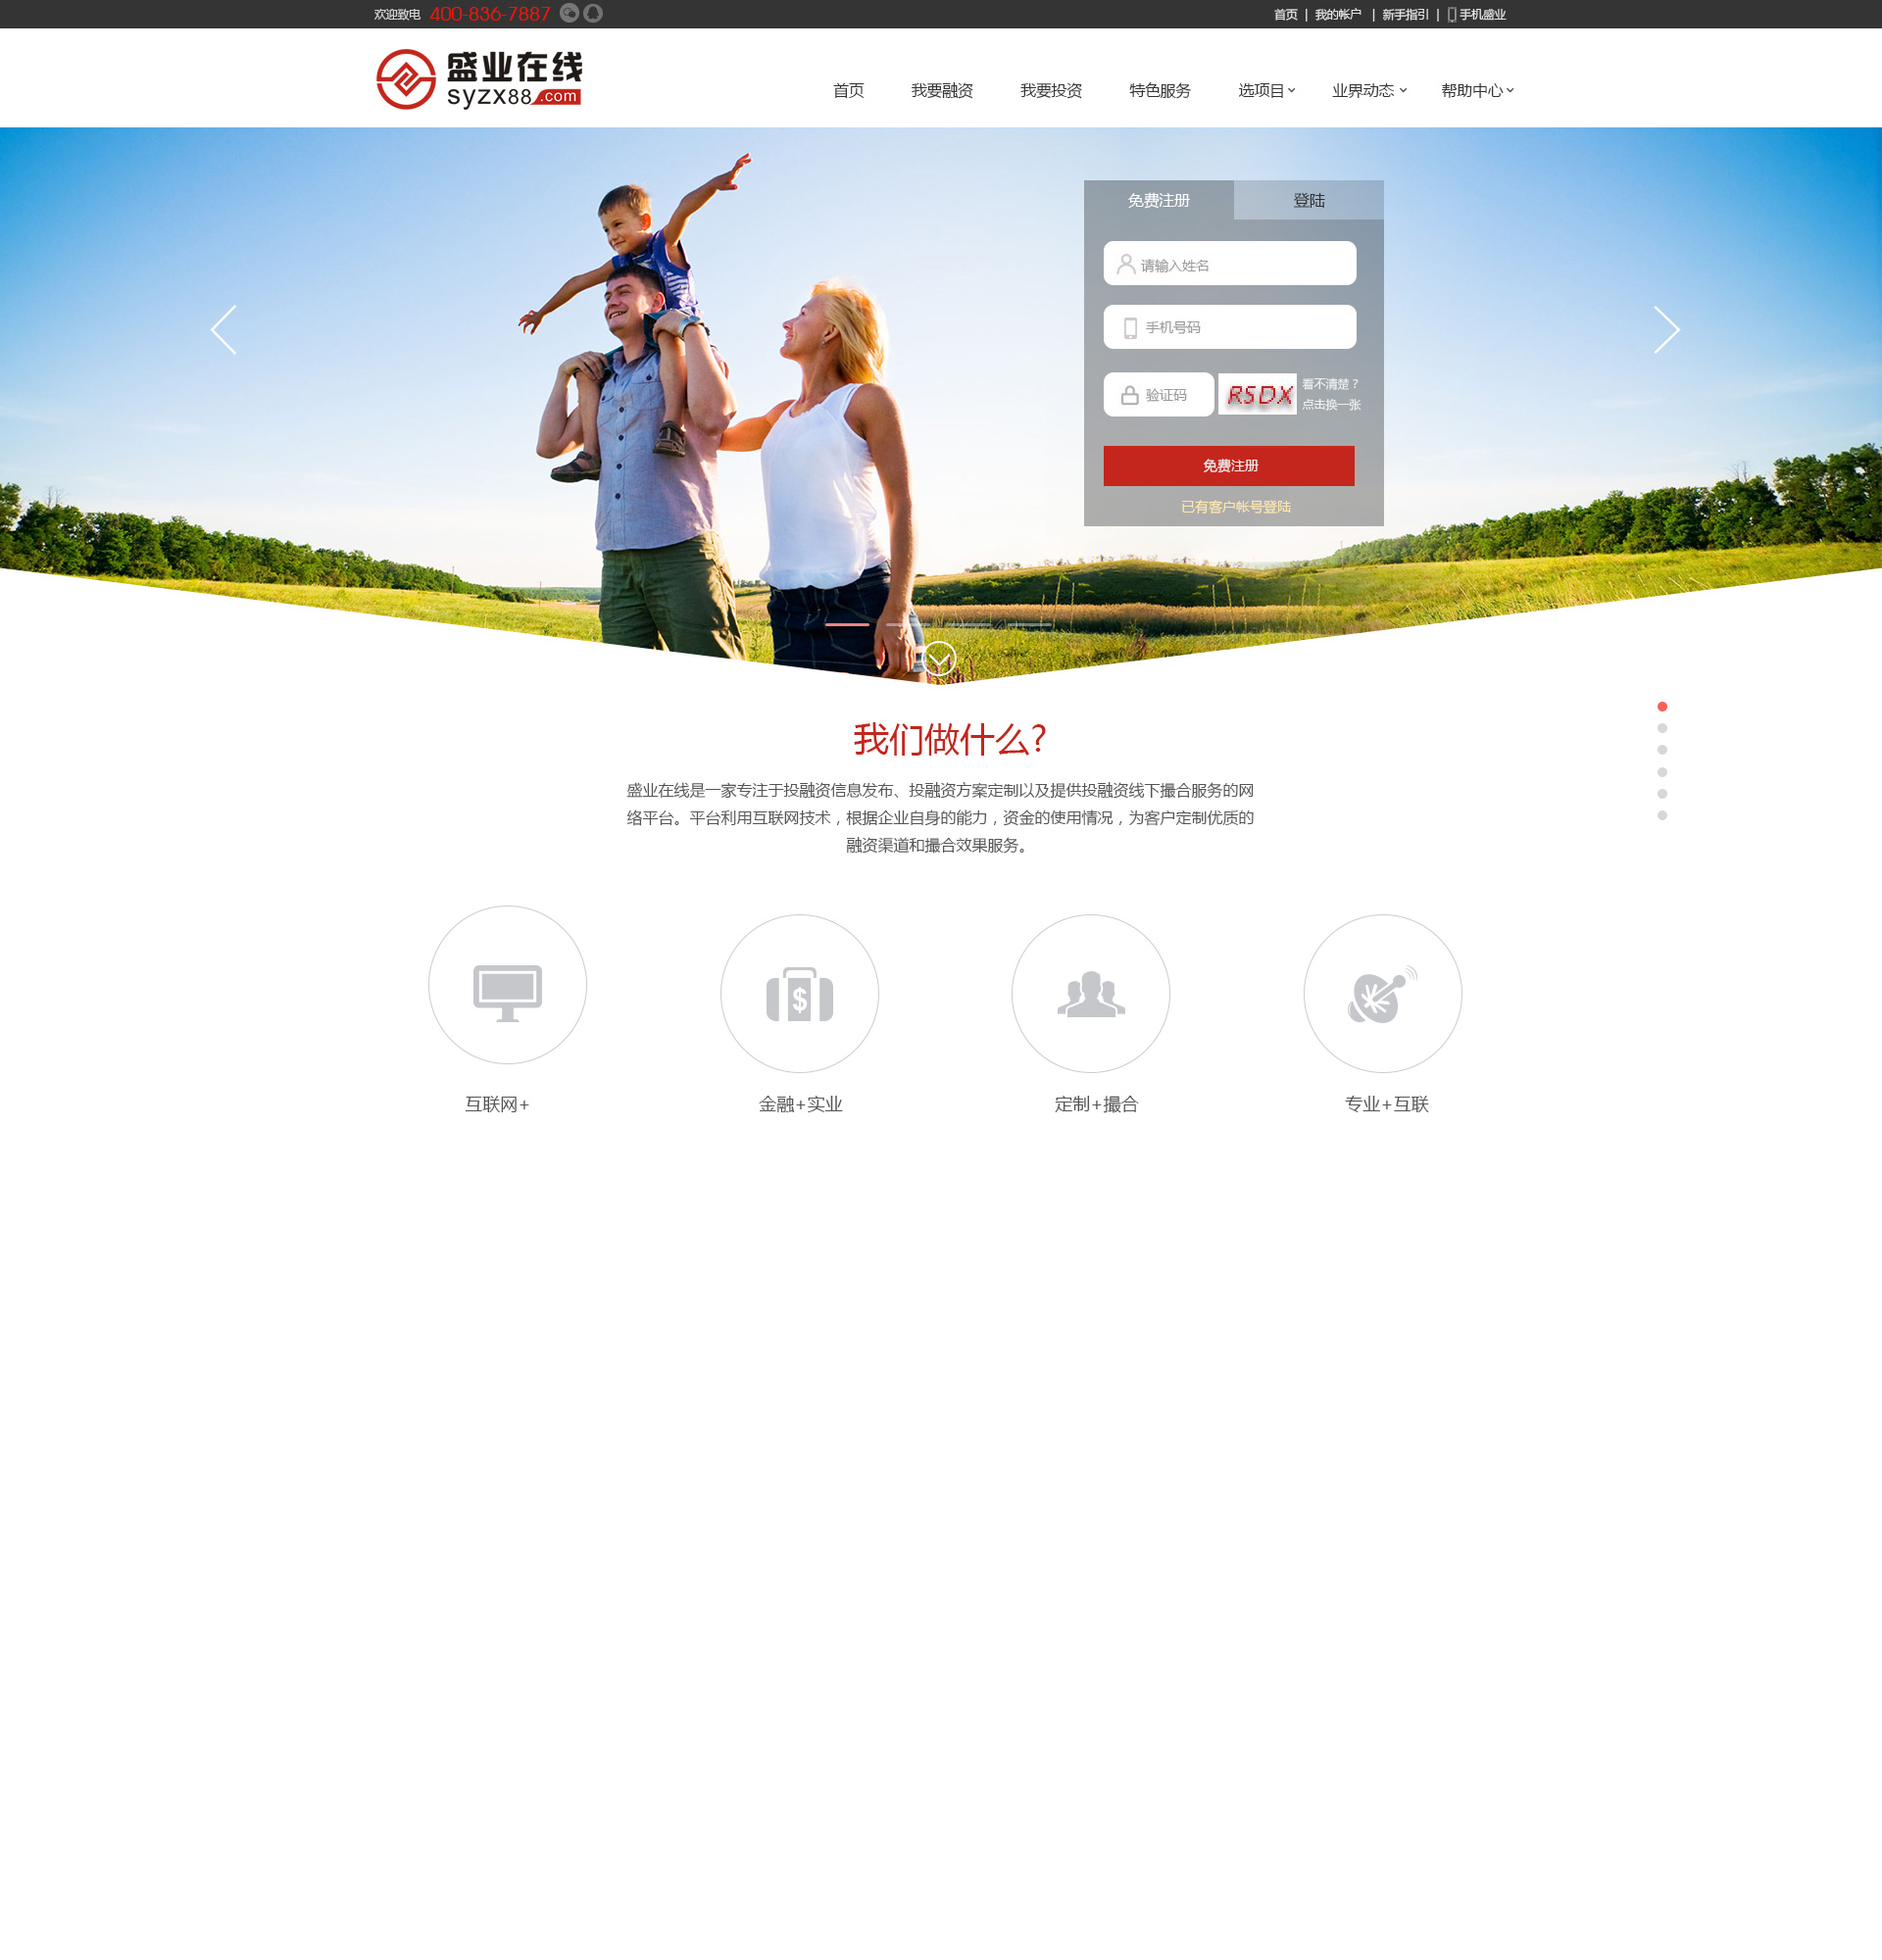 欢迎致电 400-836-7887
首页 | 我的帐户 | 新手指引 | 手机盛业
盛业在线
syzx88.com
首页 我要融资 我要投资 特色服务 选项目 业界动态 帮助中心
免费注册 登陆
请输入姓名
手机号码
验证码 RSDX 看不清楚?
点击换一张
免费注册
已有客户帐号登陆
我们做什么?
盛业在线是一家专注于投融资信息发布、投融资方案定制以及提供投融资线下撮合服务的网
络平台。平台利用互联网技术，根据企业自身的能力，资金的使用情况，为客户定制优质的
融资渠道和撮合效果服务。
$
互联网+ 金融+实业 定制+撮合 专业+互联